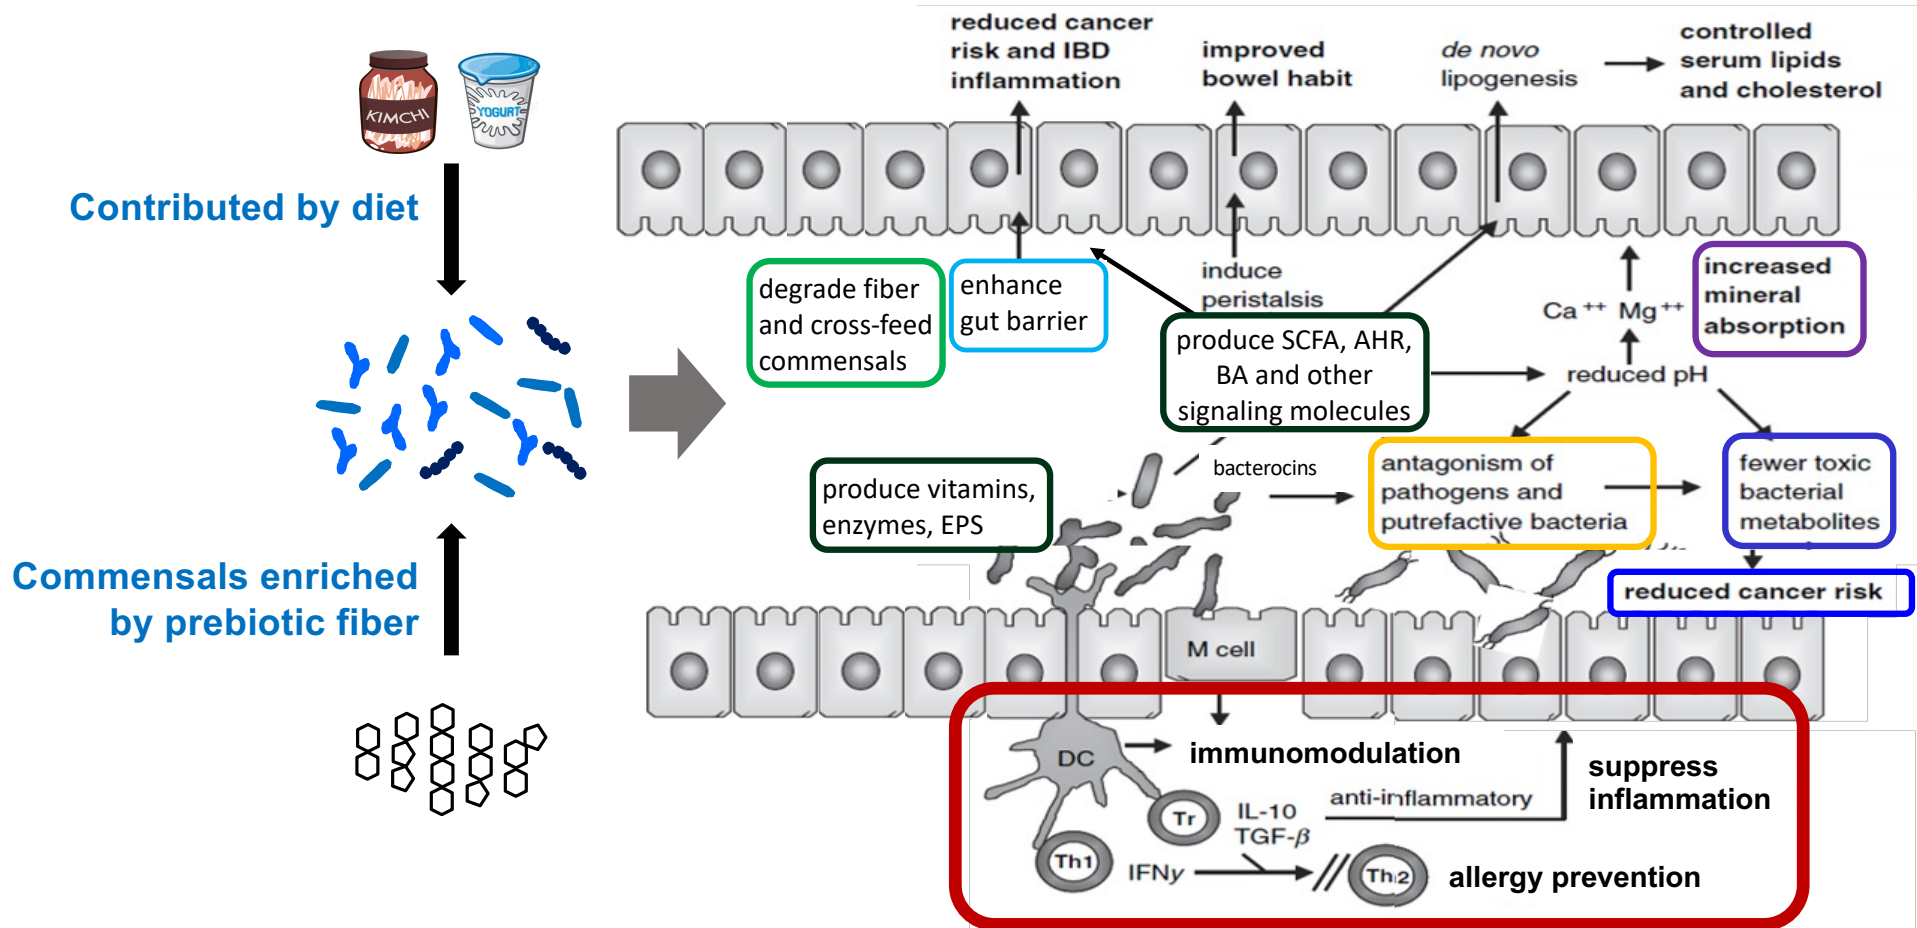 KIMCHI
YOGURT
Contributed by diet
Commensals enriched
by prebiotic fiber
reduced cancer
risk and IBD
inflammation
improved
bowel habit
de novo
lipogenesis
controlled
serum lipids
and cholesterol
degrade fiber
and cross-feed
commensals
enhance
gut barrier
induce
peristalsis
produce SCFA, AHR,
BA and other
signaling molecules
Ca ++ Mg ++
increased
mineral
absorption
reduced pH
produce vitamins,
enzymes, EPS
bacterocins
antagonism of
pathogens and
putrefactive bacteria
fewer toxic
bacterial
metabolites
reduced cancer risk
M cell
DC
immunomodulation
Tr
IL-10
TGF-β
anti-inflammatory
suppress
inflammation
Th1
IFNy
Th2
allergy prevention